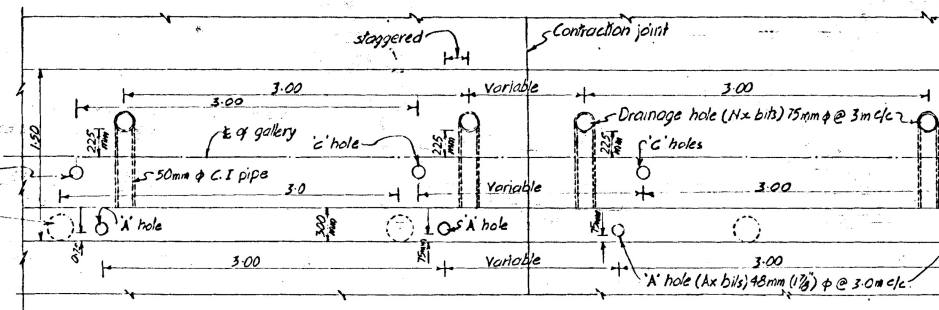 staggered
Contraction joint
3.00
variable
3.00
3.00
Drainage hole (Nx bits) 75mm φ @ 3m c/c
1.50
225 mm
℄ of gallery
225 mm
225 mm
'C' hole
'C' holes
50mm φ C.I pipe
3.0
variable
3.00
'A' hole
300 mm
75mm
'A' hole
75mm
3.00
variable
3.00
'A' hole (Ax bits) 48mm (1⅞") φ @ 3.0m c/c